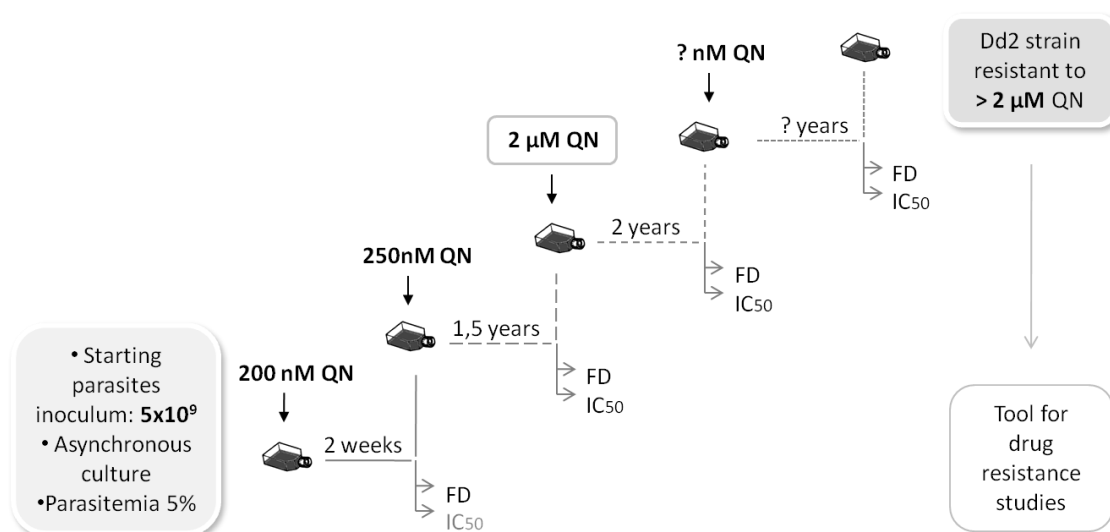 • Starting
parasites
inoculum: 5x10⁹
• Asynchronous
culture
•Parasitemia 5%
200 nM QN
2 weeks
FD
IC50
250nM QN
1,5 years
FD
IC50
2 µM QN
2 years
FD
IC50
? nM QN
? years
FD
IC50
Dd2 strain
resistant to
> 2 µM QN
Tool for
drug
resistance
studies